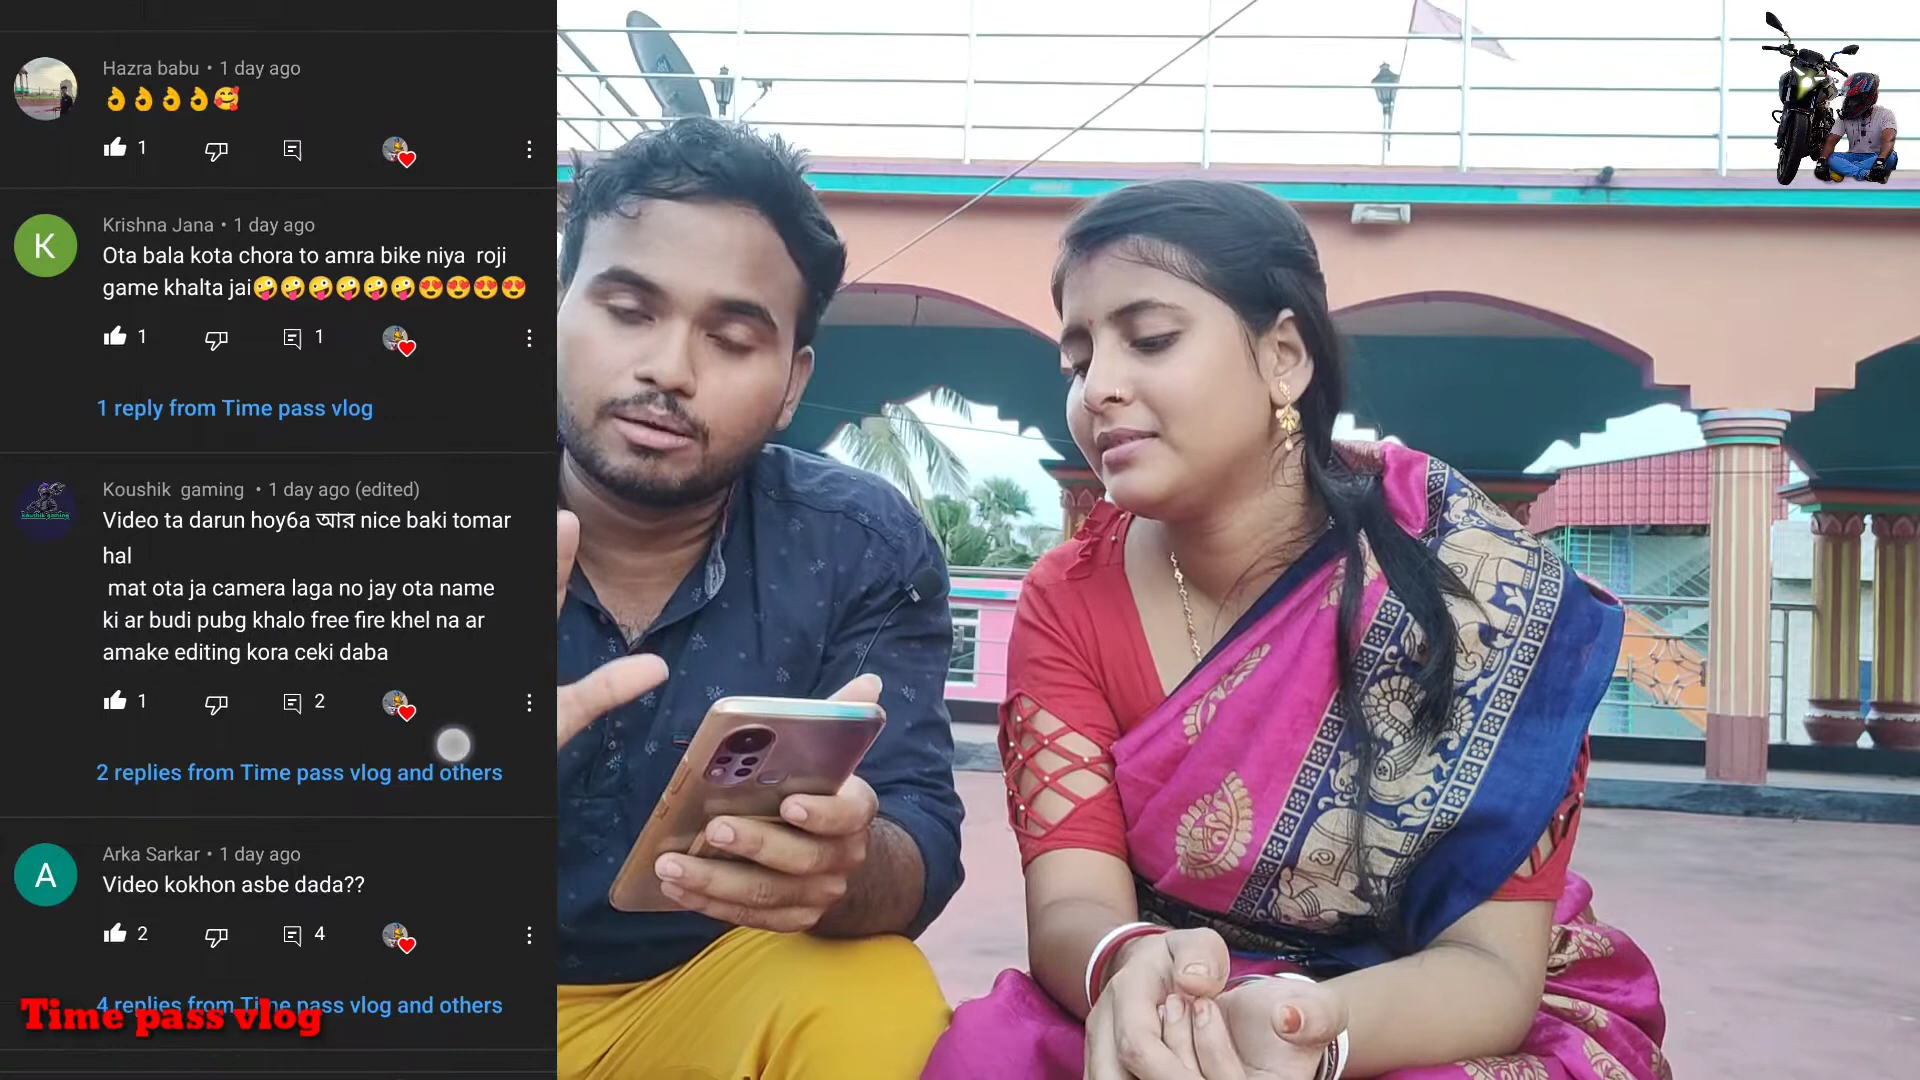 Hazra babu • 1 day ago
👌👌👌👌🥰
1
K
Krishna Jana • 1 day ago
Ota bala kota chora to amra bike niya roji
game khalta jai🤪🤪🤪🤪🤪🤪😍😍😍😍
1
1
1 reply from Time pass vlog
Koushik gaming • 1 day ago (edited)
Video ta darun hoy6a আর nice baki tomar
hal
mat ota ja camera laga no jay ota name
ki ar budi pubg khalo free fire khel na ar
amake editing kora ceki daba
1
2
2 replies from Time pass vlog and others
A
Arka Sarkar • 1 day ago
Video kokhon asbe dada??
2
4
4 replies from Time pass vlog and others
Time pass vlog